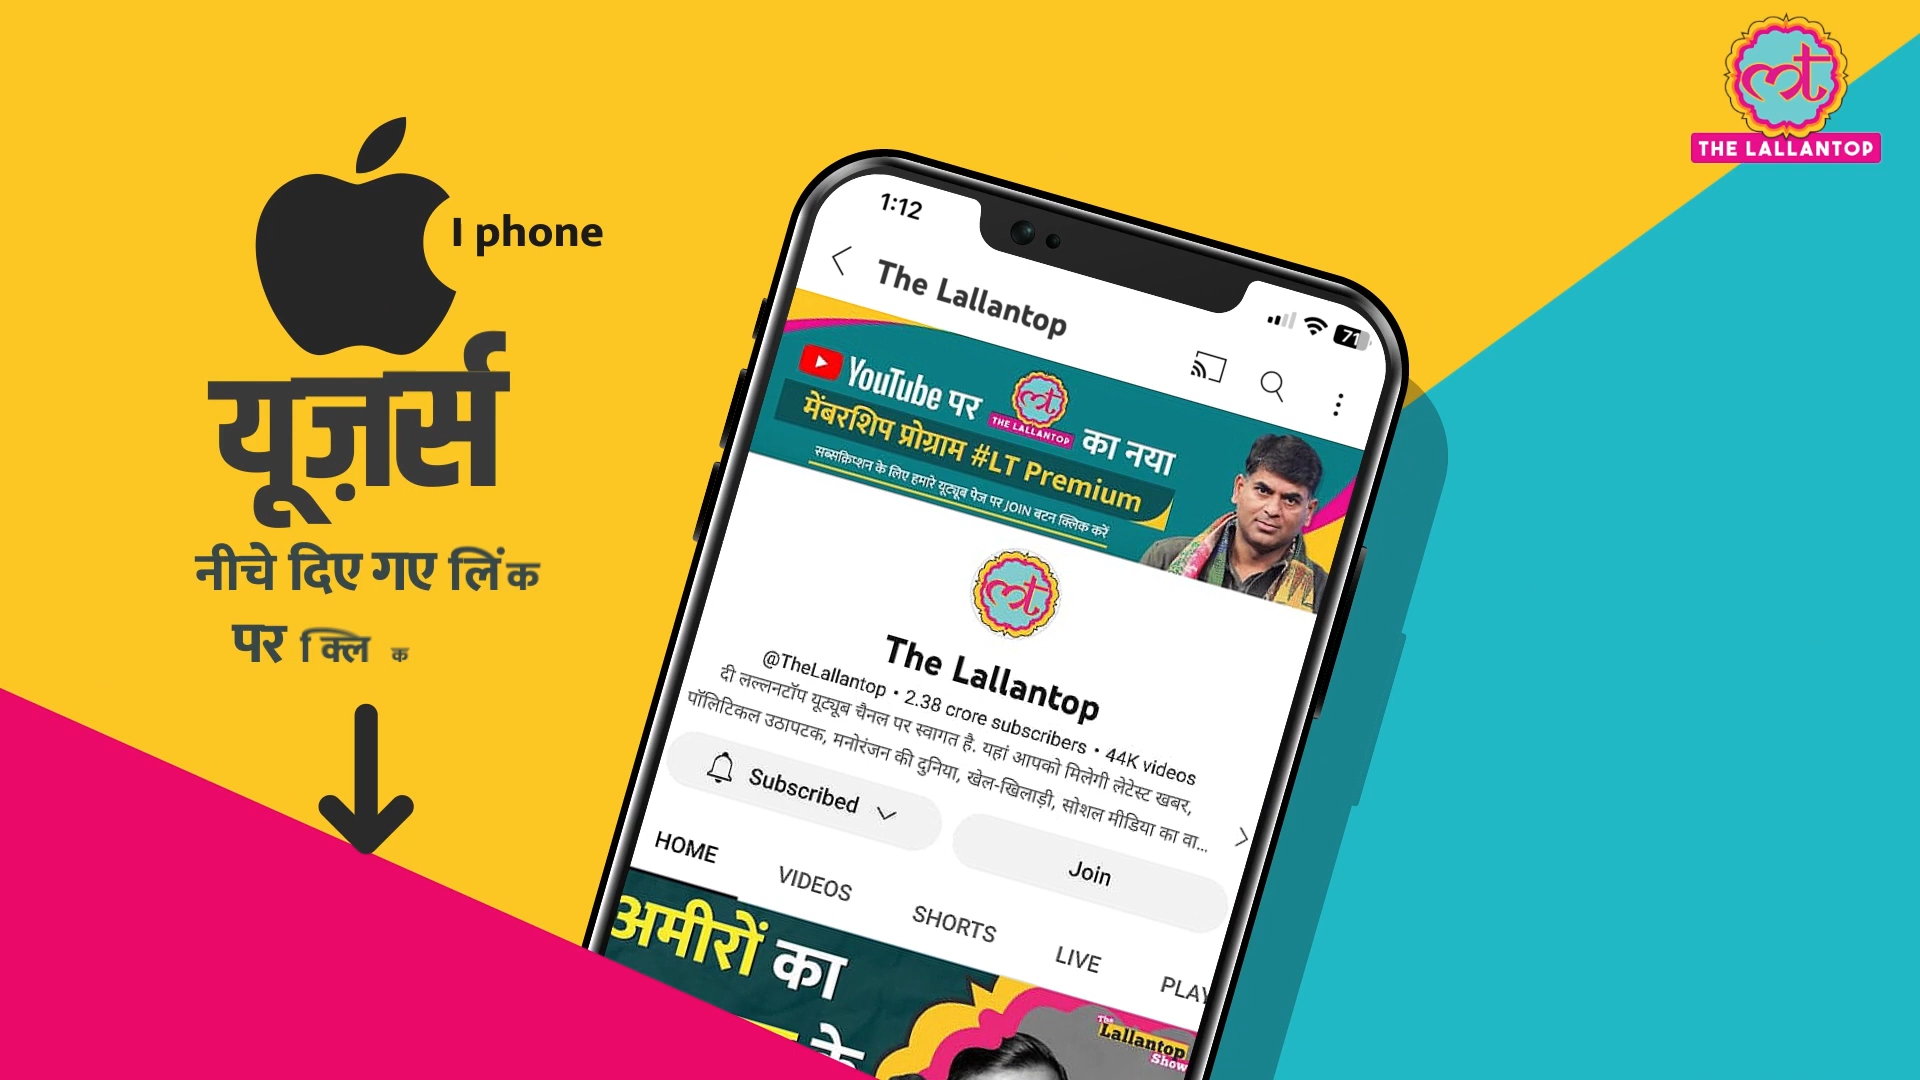 THE LALLANTOP
I phone
यूज़र्स
नीचे दिए गए लिंक
पर क्लिक
1:12
71
The Lallantop
YouTube पर THE LALLANTOP का नया
मेंबरशिप प्रोग्राम #LT Premium
सब्सक्रिप्शन के लिए हमारे यूट्यूब पेज पर JOIN बटन क्लिक करें
The Lallantop
@TheLallantop • 2.38 crore subscribers • 44K videos
दी लल्लनटॉप यूट्यूब चैनल पर स्वागत है. यहां आपको मिलेगी लेटेस्ट खबर,
पॉलिटिकल उठापटक, मनोरंजन की दुनिया, खेल-खिलाड़ी, सोशल मीडिया का वा...
Subscribed
Join
HOME
VIDEOS
SHORTS
LIVE
PLAY
अमीरों का
के
The Lallantop Show